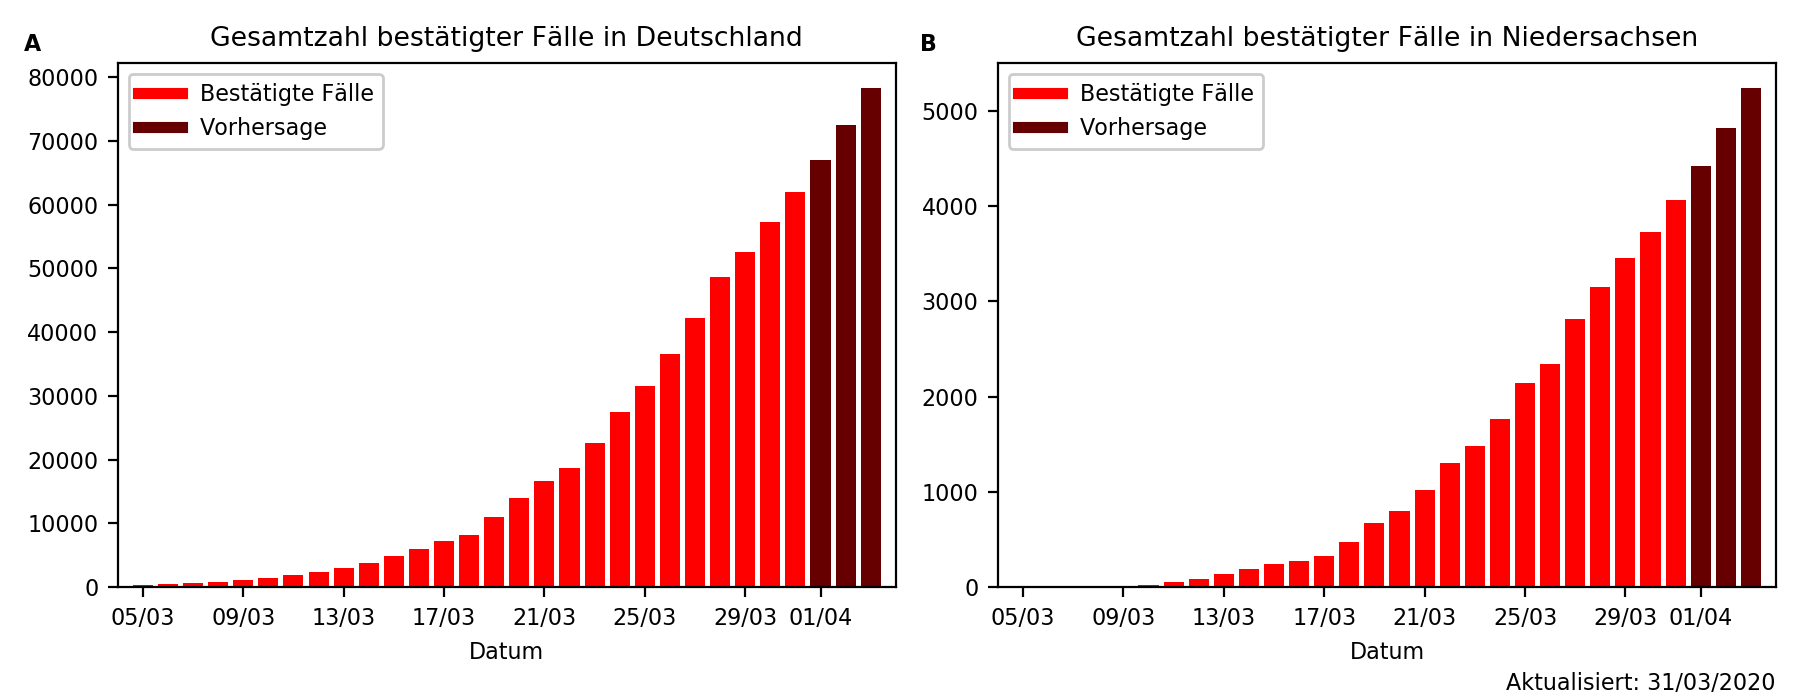 A
Gesamtzahl bestätigter Fälle in Deutschland
80000
70000
60000
50000
40000
30000
20000
10000
0
Bestätigte Fälle
Vorhersage
05/03 09/03 13/03 17/03 21/03 25/03 29/03 01/04
Datum
B
Gesamtzahl bestätigter Fälle in Niedersachsen
5000
4000
3000
2000
1000
0
Bestätigte Fälle
Vorhersage
05/03 09/03 13/03 17/03 21/03 25/03 29/03 01/04
Datum
Aktualisiert: 31/03/2020